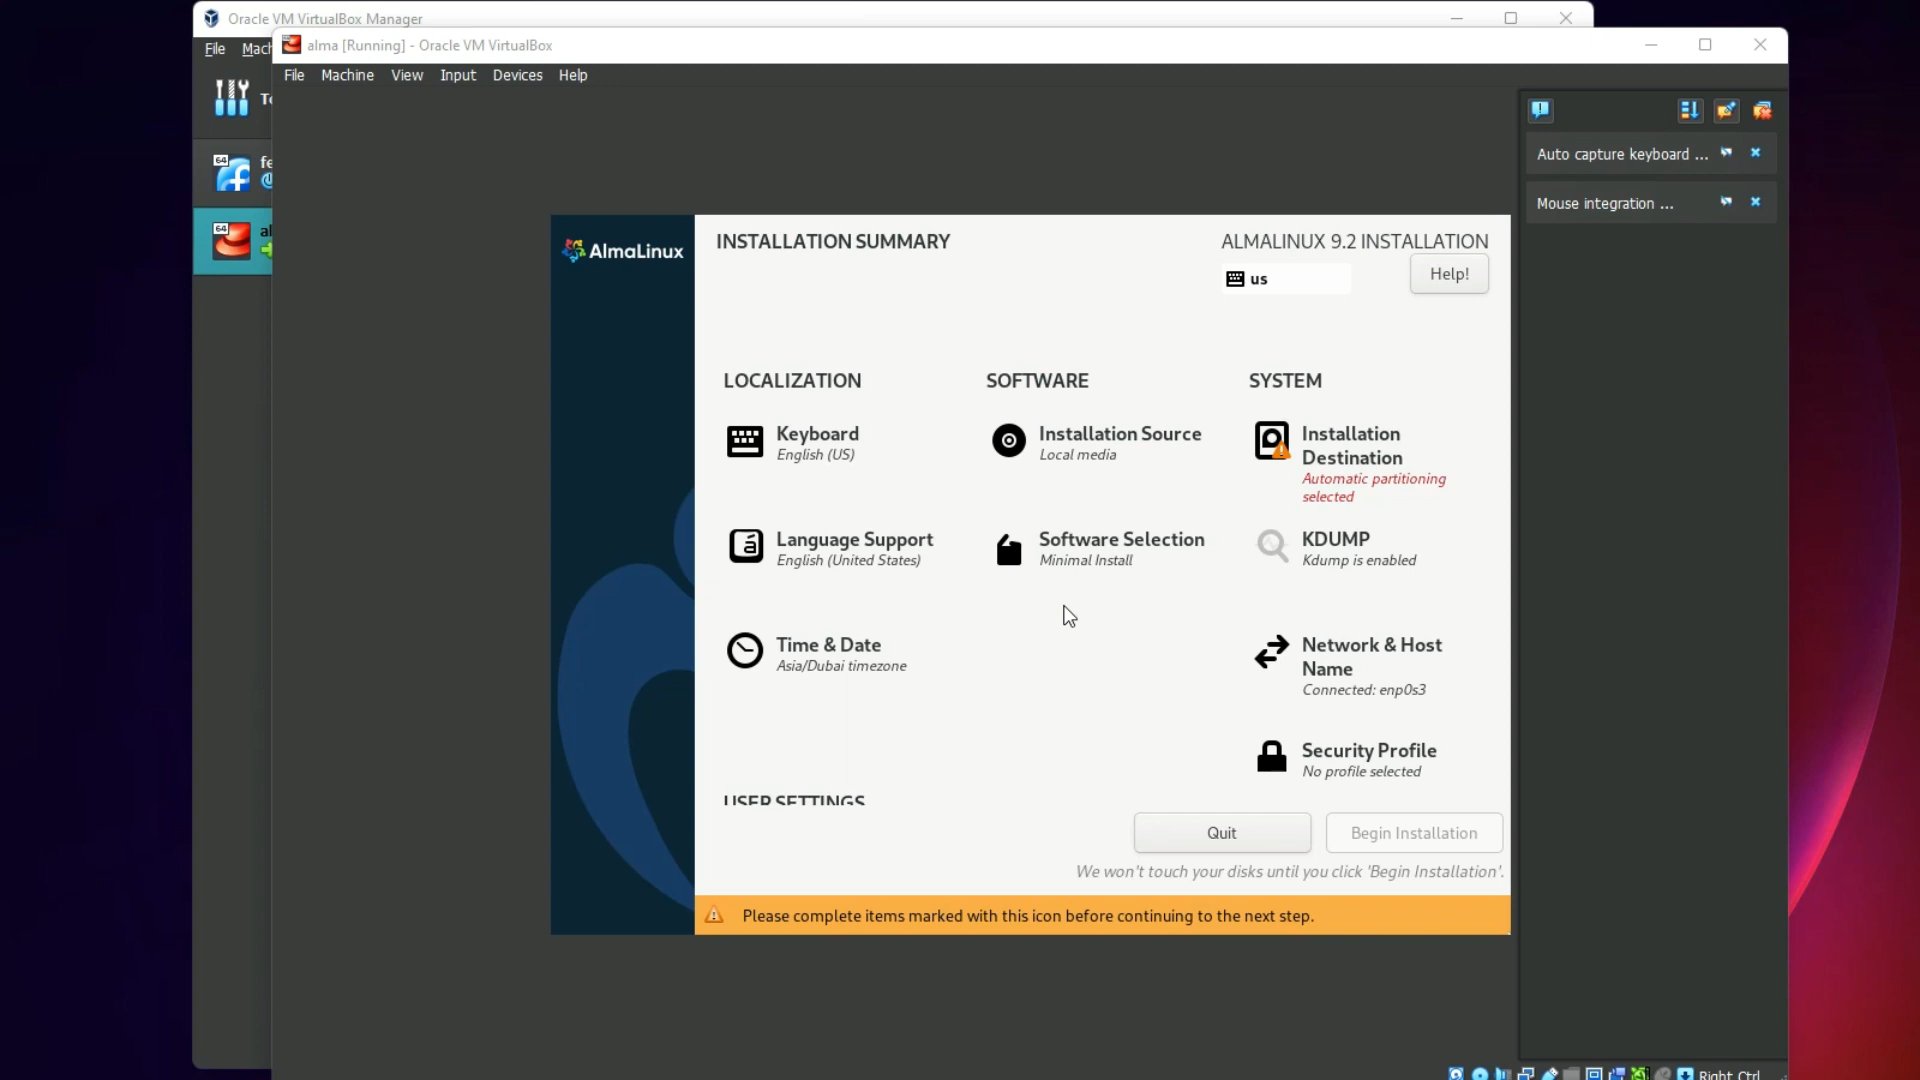 Oracle VM VirtualBox Manager
File
alma [Running] - Oracle VM VirtualBox
File Machine View Input Devices Help
64
64
Auto capture keyboard ...
Mouse integration ...
AlmaLinux
INSTALLATION SUMMARY
ALMALINUX 9.2 INSTALLATION
us
Help!
LOCALIZATION
SOFTWARE
SYSTEM
Keyboard
English (US)
Installation Source
Local media
Installation
Destination
Automatic partitioning
selected
Language Support
English (United States)
Software Selection
Minimal Install
KDUMP
Kdump is enabled
Time & Date
Asia/Dubai timezone
Network & Host
Name
Connected: enp0s3
Security Profile
No profile selected
USER SETTINGS
Quit
Begin Installation
We won't touch your disks until you click 'Begin Installation'.
Please complete items marked with this icon before continuing to the next step.
Right Ctrl